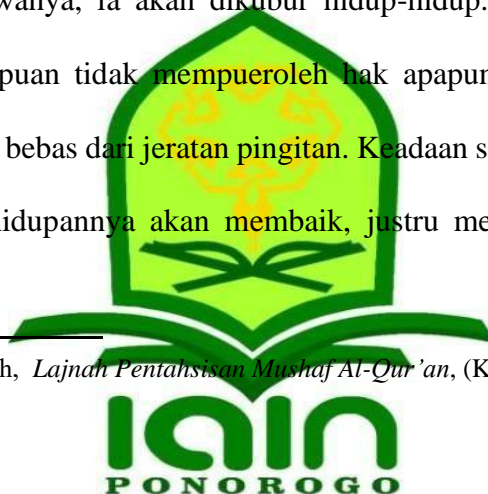 wanya, ia akan dikubur hidup-hidup.
puan tidak mempueroleh hak apapun
bebas dari jeratan pingitan. Keadaan s
hidupannya akan membaik, justru me
h, Lajnah Pentahsisan Mushaf Al-Qur’an, (K
iain
PONOROGO